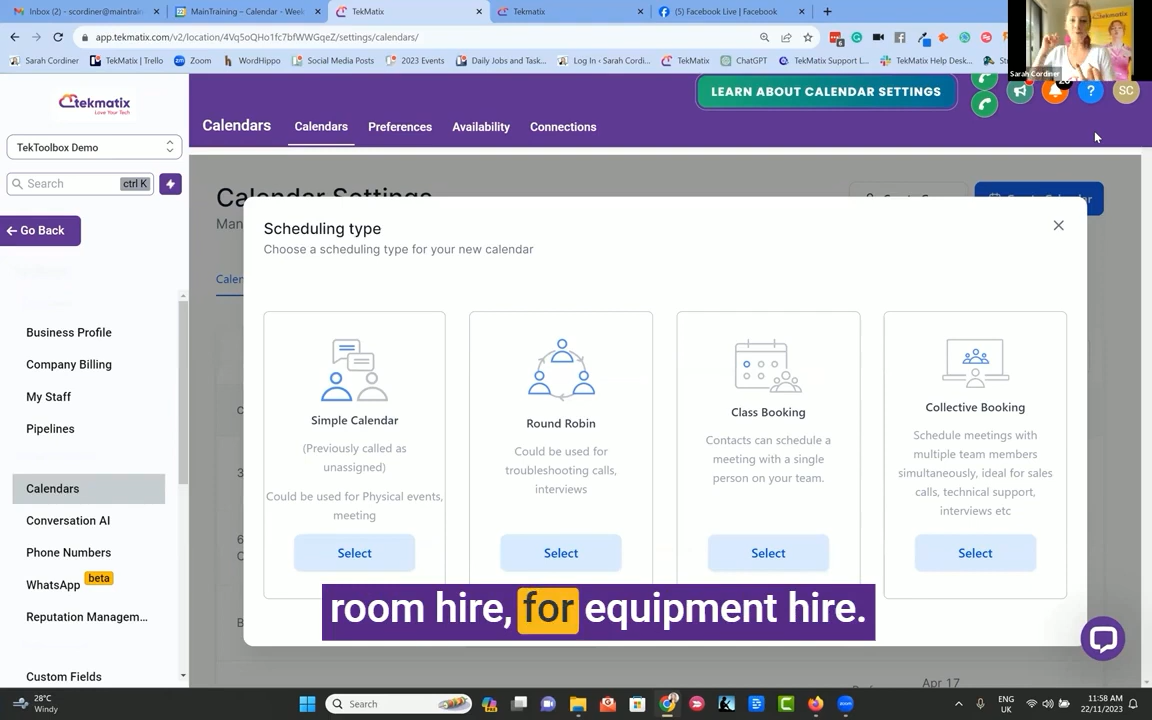 Inbox (2) – scordiner@maintrain
MainTraining – Calendar - Week
TekMatix
Tekmatix
(5) Facebook Live | Facebook
app.tekmatix.com/v2/location/4Vq5oQHo1fc7bfWWGqeZ/settings/calendars/
Sarah Cordiner
TekMatix | Trello
Zoom
WordHippo
Social Media Posts
2023 Events
Daily Jobs and Task...
Log In ‹ Sarah Cordi...
TekMatix
ChatGPT
TekMatix Support L...
TekMatix Help Desk...
Sarah Cordiner
tekmatix
Love Your Tech
Calendars
Calendars
Preferences
Availability
Connections
LEARN ABOUT CALENDAR SETTINGS
SC
TekToolbox Demo
Search
ctrl K
Go Back
Business Profile
Company Billing
My Staff
Pipelines
Calendars
Conversation AI
Phone Numbers
WhatsApp
beta
Reputation Managem...
Custom Fields
Calendar Settings
Scheduling type
Choose a scheduling type for your new calendar
Simple Calendar
(Previously called as
unassigned)
Could be used for Physical events,
meeting
Select
Round Robin
Could be used for
troubleshooting calls,
interviews
Select
Class Booking
Contacts can schedule a
meeting with a single
person on your team.
Select
Collective Booking
Schedule meetings with
multiple team members
simultaneously, ideal for sales
calls, technical support,
interviews etc
Select
room hire, for equipment hire.
Apr 17
28°C
Windy
Search
ENG
UK
11:58 AM
22/11/2023